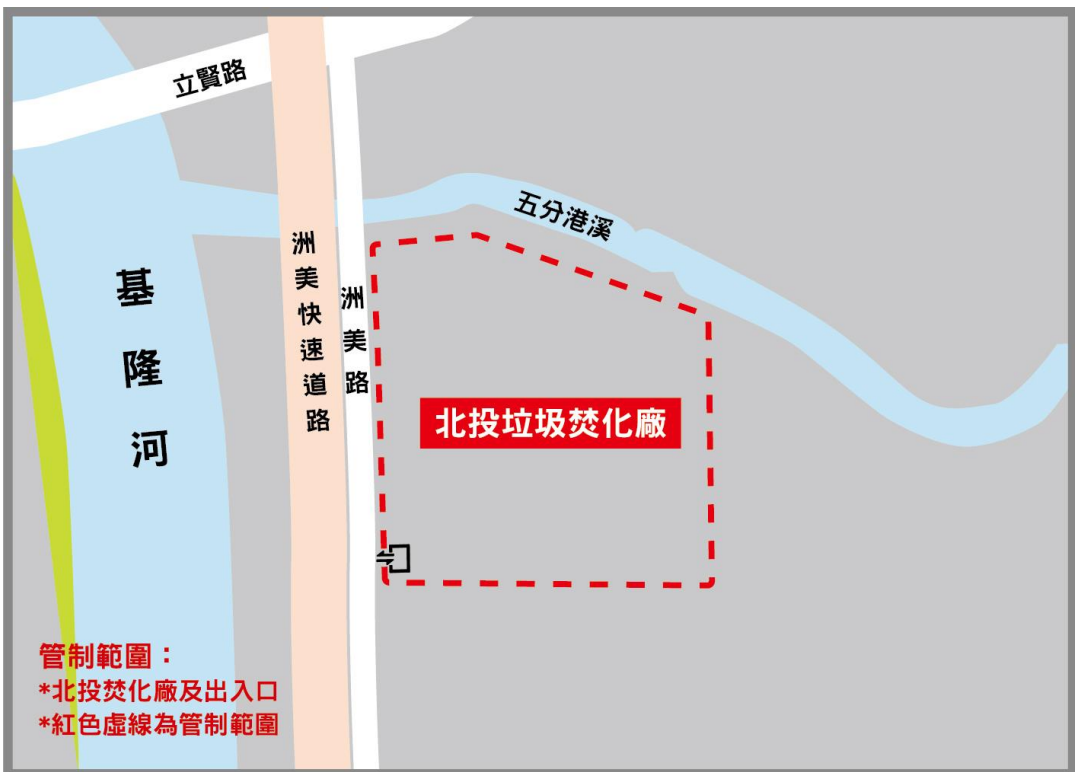 立賢路
五分港溪
洲美快速道路
洲美路
基隆河
北投垃圾焚化廠
管制範圍：
*北投焚化廠及出入口
*紅色虛線為管制範圍